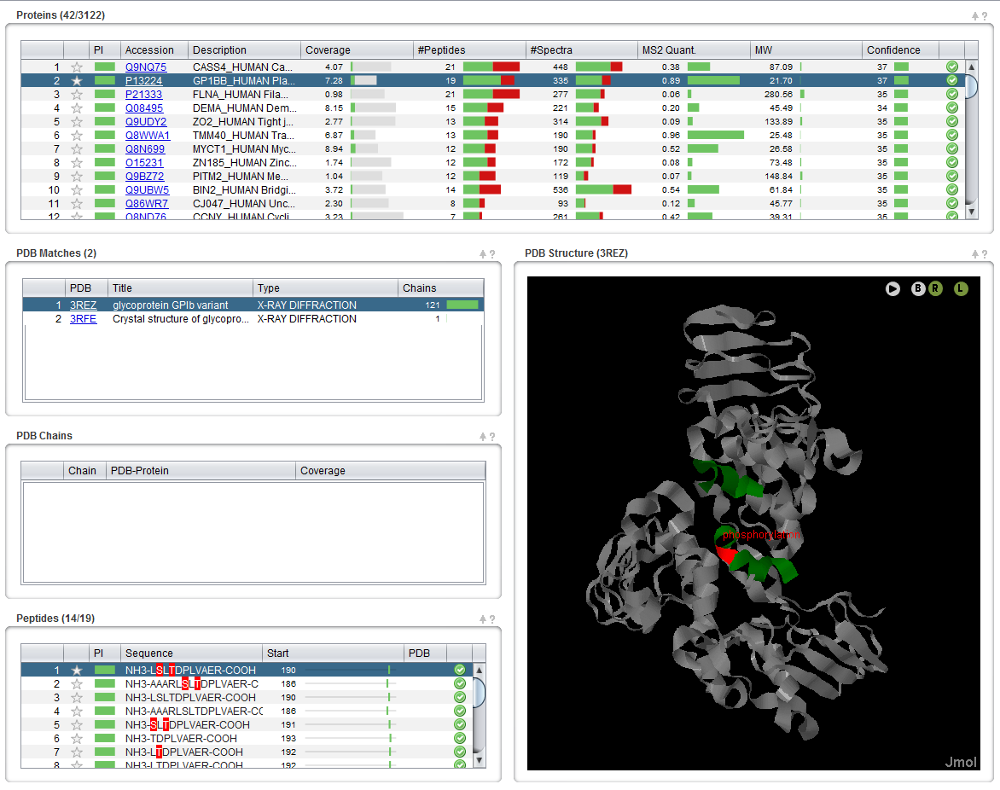 Proteins (42/3122)
?
PI Accession Description Coverage #Peptides #Spectra MS2 Quant. MW Confidence
1 Q9NQ75 CASS4_HUMAN Ca... 4.07 21 448 0.38 87.09 37
2 P13224 GP1BB_HUMAN Pla... 7.28 19 335 0.89 21.70 37
3 P21333 FLNA_HUMAN Fila... 0.98 21 277 0.06 280.56 35
4 Q08495 DEMA_HUMAN Dem... 8.15 15 221 0.20 45.49 34
5 Q9UDY2 ZO2_HUMAN Tight j... 2.77 13 314 0.09 133.89 35
6 Q8WWA1 TMM40_HUMAN Tra... 6.87 13 190 0.96 25.48 35
7 Q8N699 MYCT1_HUMAN Myc... 8.94 12 190 0.52 26.58 35
8 O15231 ZN185_HUMAN Zinc... 1.74 12 172 0.08 73.48 35
9 Q9BZ72 PITM2_HUMAN Me... 1.04 12 119 0.07 148.84 35
10 Q9UBW5 BIN2_HUMAN Bridgi... 3.72 14 536 0.54 61.84 35
11 Q86WR7 CJ047_HUMAN Unc... 2.30 8 93 0.12 45.77 35
12 Q8ND76 CCNY_HUMAN Cycli... 3.23 7 261 0.42 39.31 35
PDB Matches (2)
?
PDB Title Type Chains
1 3REZ glycoprotein GPIb variant X-RAY DIFFRACTION 121
2 3RFE Crystal structure of glycopro... X-RAY DIFFRACTION 1
PDB Chains
?
Chain PDB-Protein Coverage
Peptides (14/19)
?
PI Sequence Start PDB
1 NH3-LSLTDPLVAER-COOH 190
2 NH3-AAARLSLTDPLVAER-C 186
3 NH3-LSLTDPLVAER-COOH 190
4 NH3-AAARLSLTDPLVAER-CO 186
5 NH3-SLTDPLVAER-COOH 191
6 NH3-TDPLVAER-COOH 193
7 NH3-LTDPLVAER-COOH 192
8 NH3-LTDPLVAER-COOH 192
PDB Structure (3REZ)
?
B R L
phosphorylation
Jmol